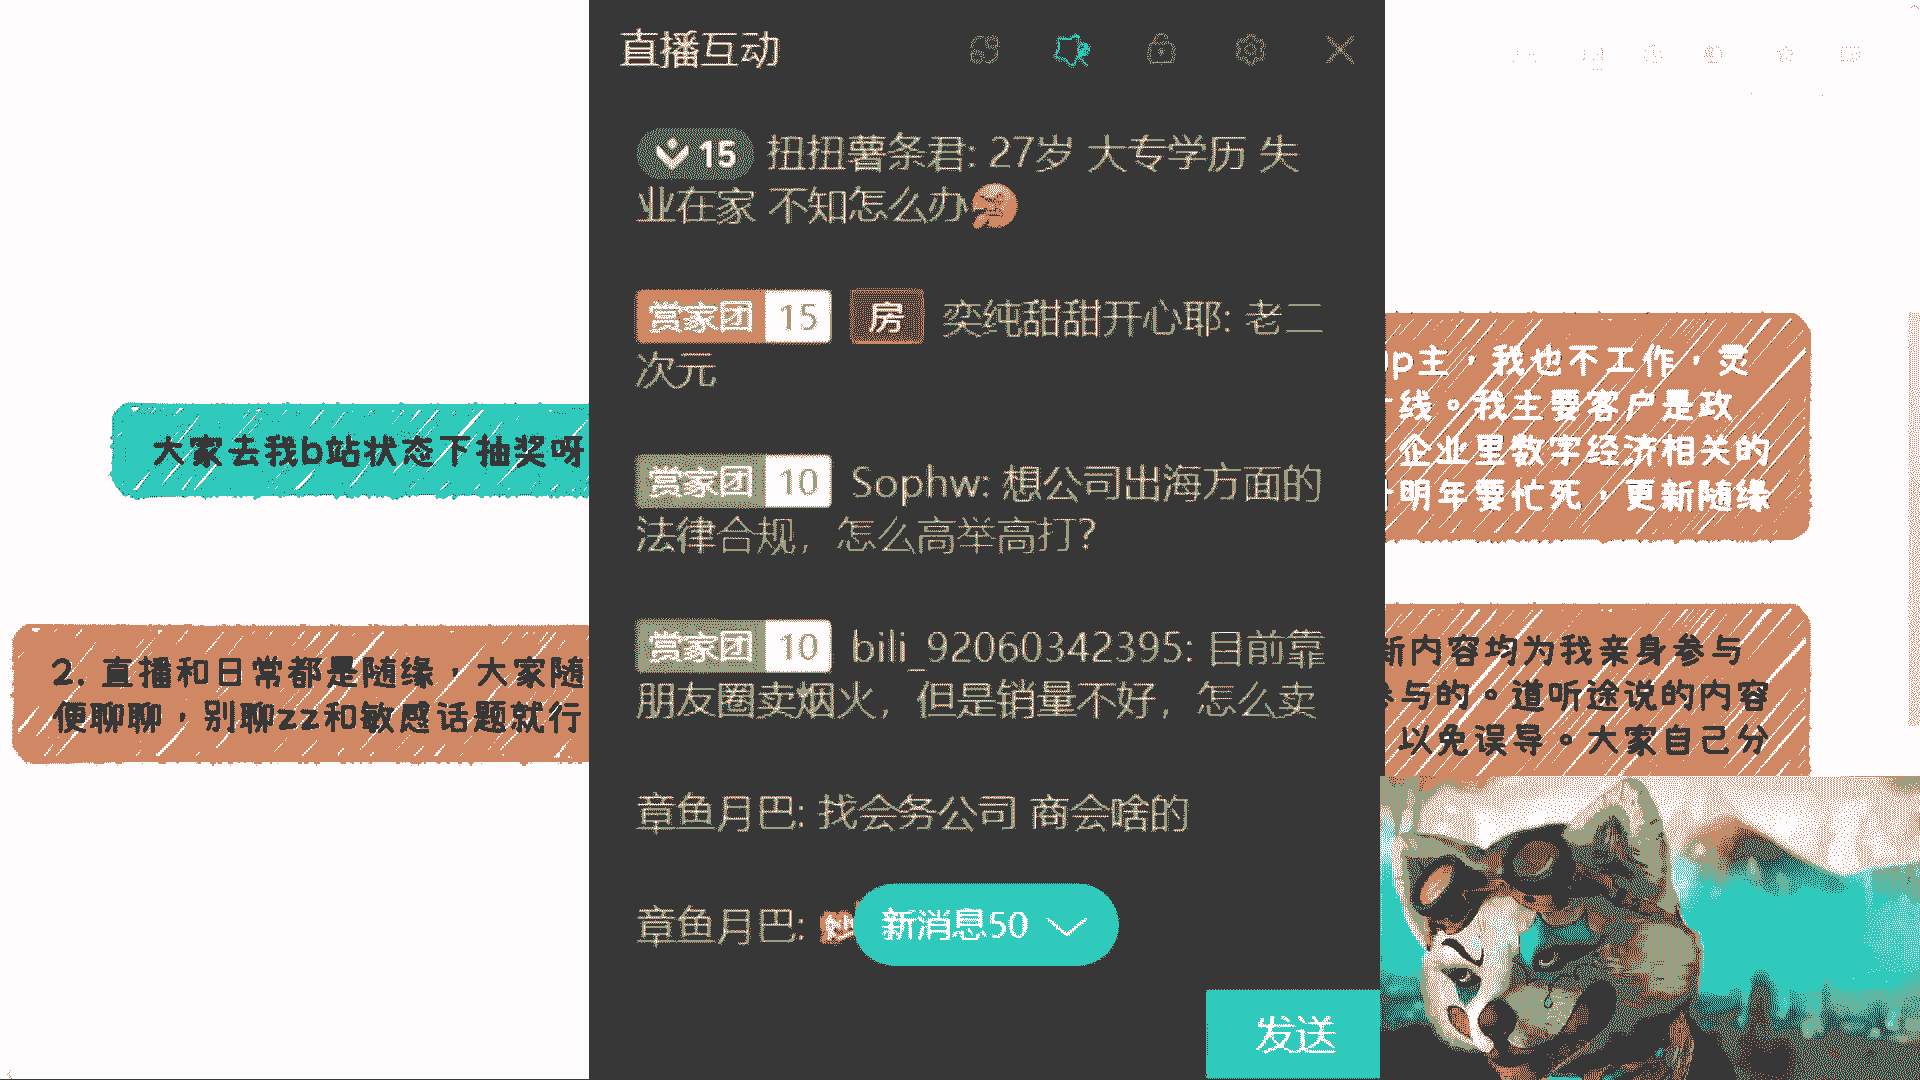 直播互动
15 扭扭薯条君: 27岁 大专学历 失
业在家 不知怎么办
赏家团 15 房 奕纯甜甜开心耶: 老二
次元
赏家团 10 Sophw: 想公司出海方面的
法律合规，怎么高举高打?
赏家团 10 bili_92060342395: 目前靠
朋友圈卖烟火，但是销量不好，怎么卖
章鱼月巴: 找会务公司 商会啥的
章鱼月巴:
新消息50
发送
大家去我b站状态下抽奖呀
2. 直播和日常都是随缘，大家随
便聊聊，别聊zz和敏感话题就行
up主，我也不工作，灵
线。我主要客户是政
企业里数字经济相关的
明年要忙死，更新随缘
新内容均为我亲身参与
参与的。道听途说的内容
以免误导。大家自己分